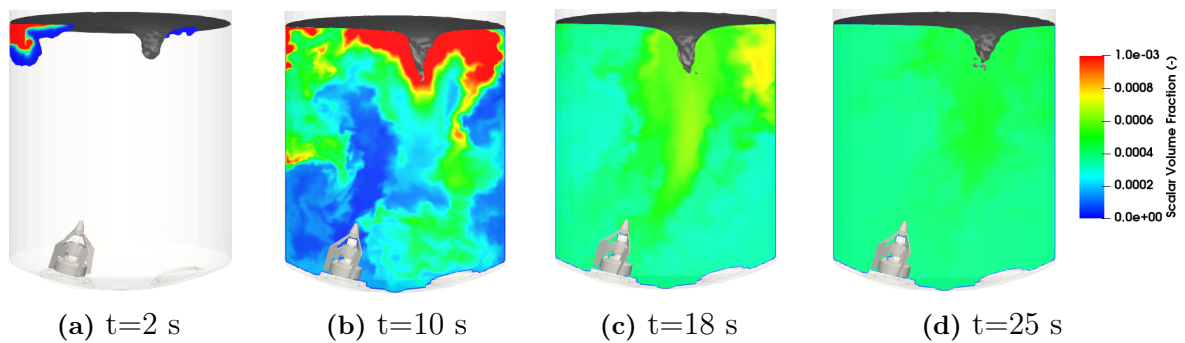 1.0e-03
0.0008
0.0006
0.0004
0.0002
0.0e+00
Scalar Volume Fraction (-)
(a) t=2 s
(b) t=10 s
(c) t=18 s
(d) t=25 s